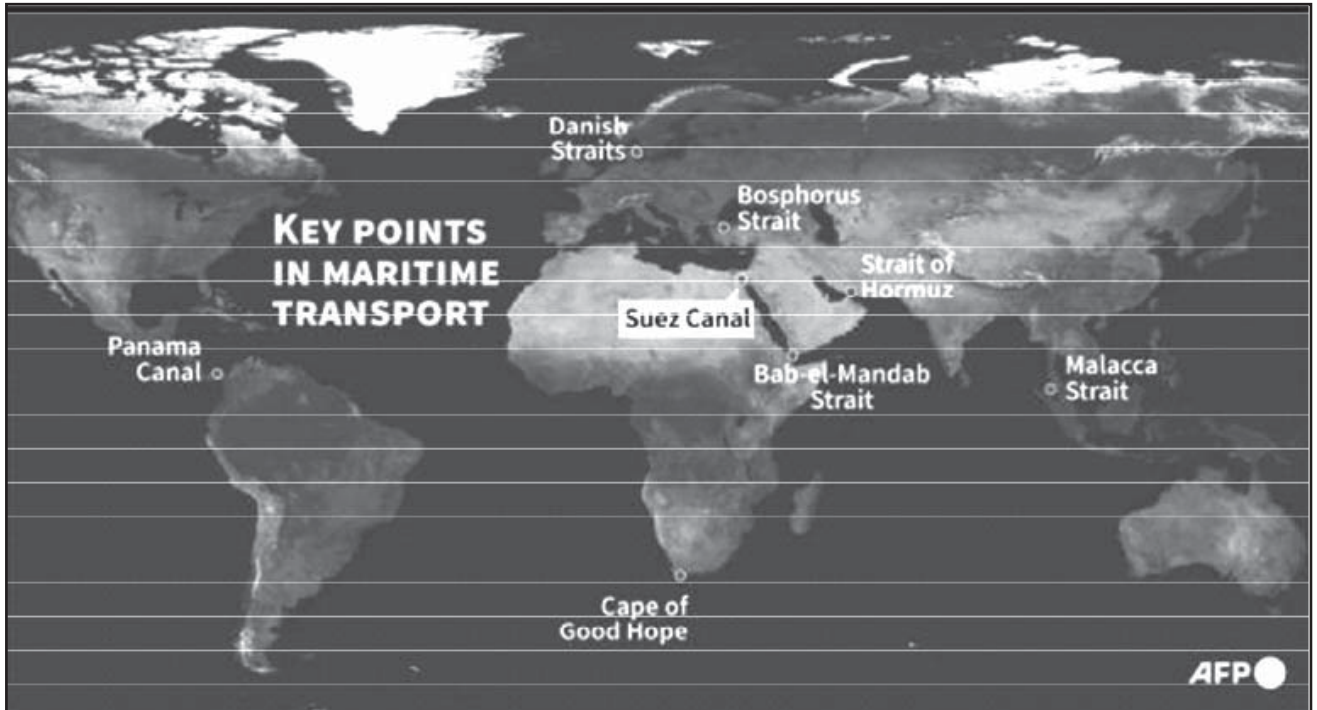 Danish
Straits
Bosphorus
Strait
KEY POINTS
IN MARITIME
TRANSPORT
Strait of
Hormuz
Suez Canal
Panama
Canal
Bab-el-Mandab
Strait
Malacca
Strait
Cape of
Good Hope
AFP